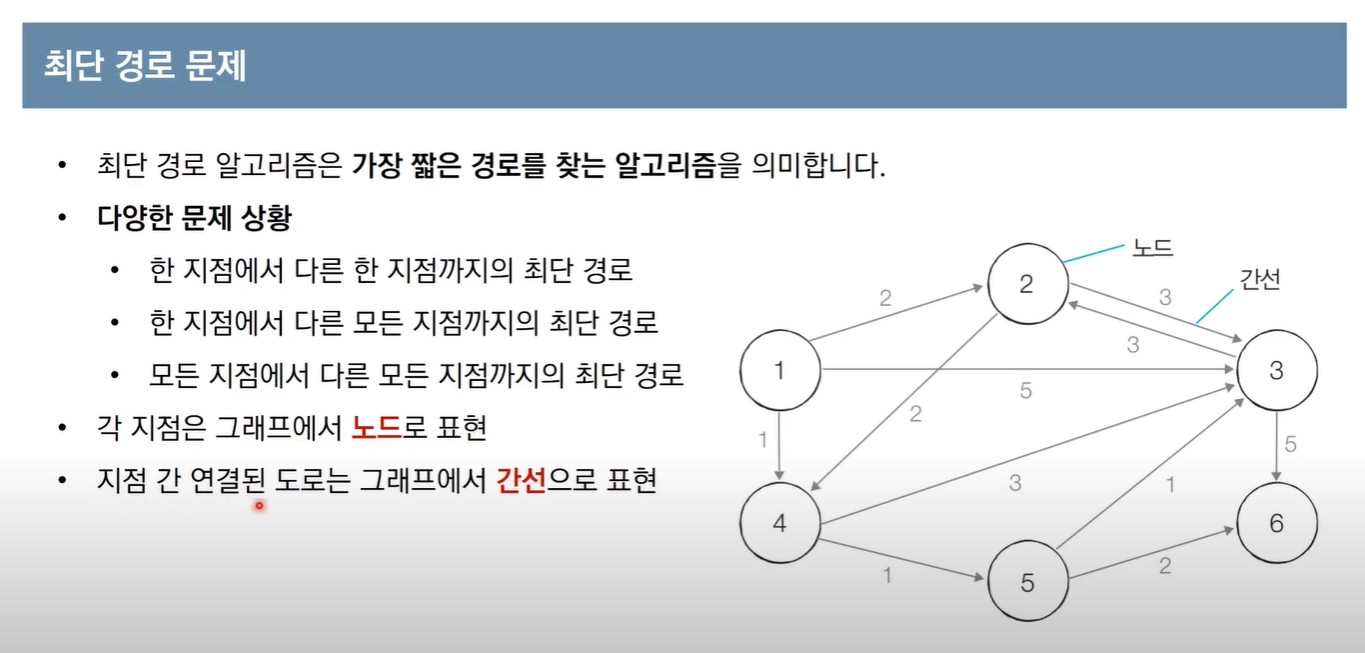 최단 경로 문제
• 최단 경로 알고리즘은 가장 짧은 경로를 찾는 알고리즘을 의미합니다.
• 다양한 문제 상황
• 한 지점에서 다른 한 지점까지의 최단 경로
• 한 지점에서 다른 모든 지점까지의 최단 경로
• 모든 지점에서 다른 모든 지점까지의 최단 경로
• 각 지점은 그래프에서 노드로 표현
• 지점 간 연결된 도로는 그래프에서 간선으로 표현
노드
간선
2
2
3
3
1
5
3
2
1
5
3
1
4
6
1
5
2